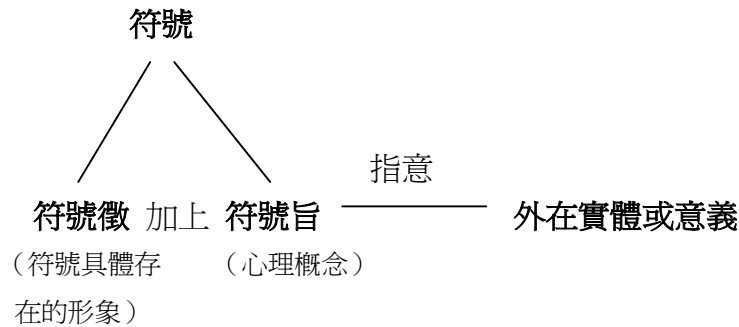 符號
指意
符號徵 加上 符號旨 外在實體或意義
（符號具體存 （心理概念）
在的形象）